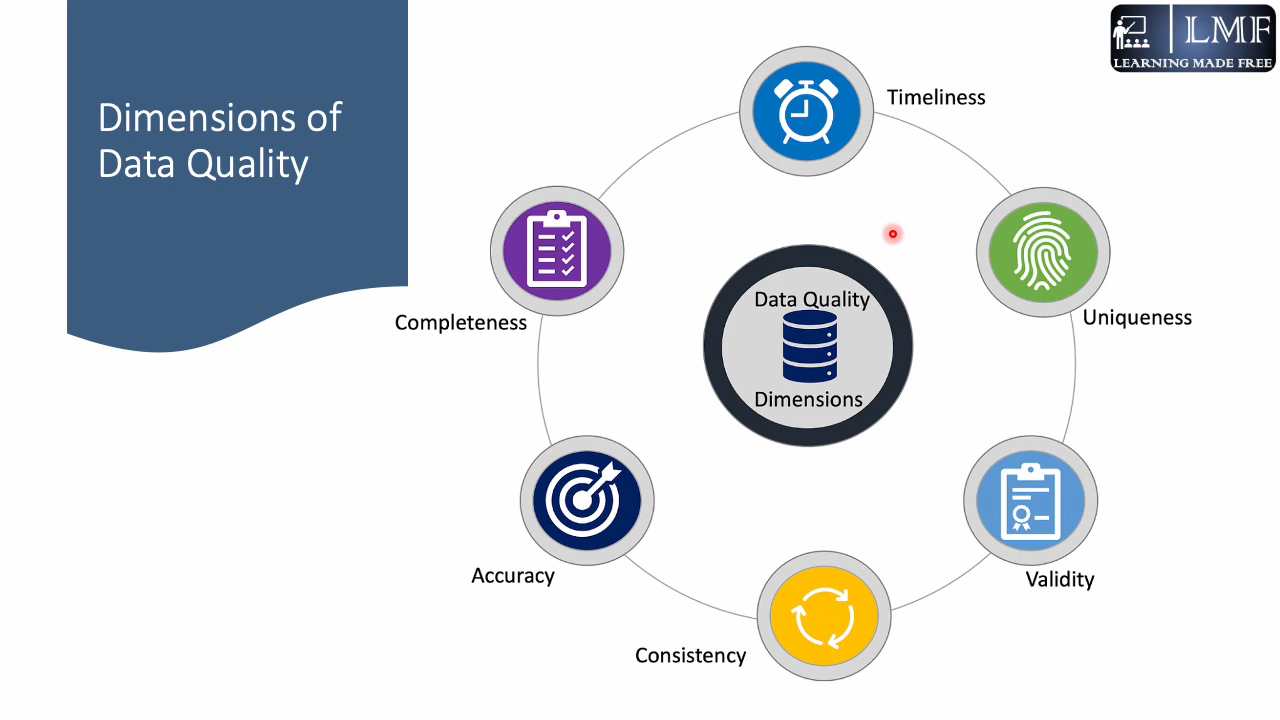 Dimensions of
Data Quality
LMF
LEARNING MADE FREE
Timeliness
Uniqueness
Validity
Consistency
Accuracy
Completeness
Data Quality
Dimensions